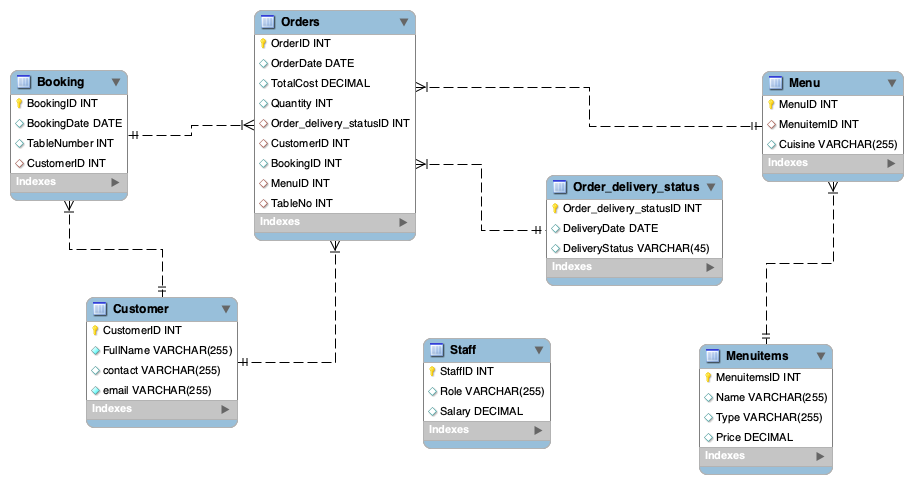 Orders
OrderID INT
OrderDate DATE
TotalCost DECIMAL
Quantity INT
Order_delivery_statusID INT
CustomerID INT
BookingID INT
MenuID INT
TableNo INT
Indexes
Booking
BookingID INT
BookingDate DATE
TableNumber INT
CustomerID INT
Indexes
Menu
MenuID INT
MenuitemID INT
Cuisine VARCHAR(255)
Indexes
Order_delivery_status
Order_delivery_statusID INT
DeliveryDate DATE
DeliveryStatus VARCHAR(45)
Indexes
Customer
CustomerID INT
FullName VARCHAR(255)
contact VARCHAR(255)
email VARCHAR(255)
Indexes
Staff
StaffID INT
Role VARCHAR(255)
Salary DECIMAL
Indexes
Menuitems
MenuitemsID INT
Name VARCHAR(255)
Type VARCHAR(255)
Price DECIMAL
Indexes